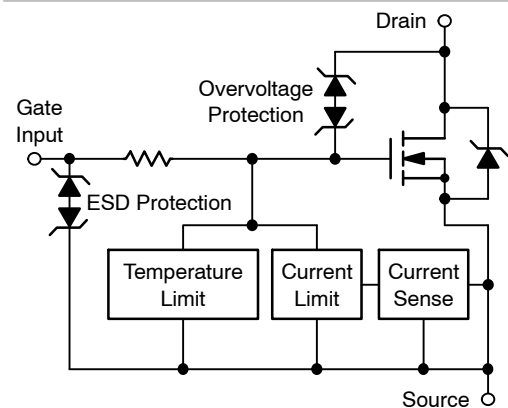 Drain
Overvoltage
Protection
Gate
Input
ESD Protection
Temperature
Limit
Current
Limit
Current
Sense
Source